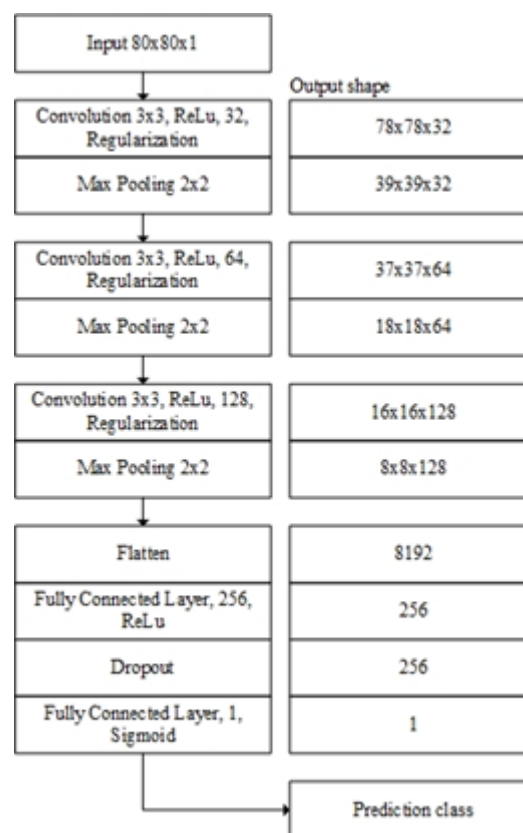 Input 80x80x1
Output shape
Convolution 3x3, ReLu, 32,
Regularization
78x78x32
Max Pooling 2x2
39x39x32
Convolution 3x3, ReLu, 64,
Regularization
37x37x64
Max Pooling 2x2
18x18x64
Convolution 3x3, ReLu, 128,
Regularization
16x16x128
Max Pooling 2x2
8x8x128
Flatten
8192
Fully Connected Layer, 256,
ReLu
256
Dropout
256
Fully Connected Layer, 1,
Sigmoid
1
Prediction class